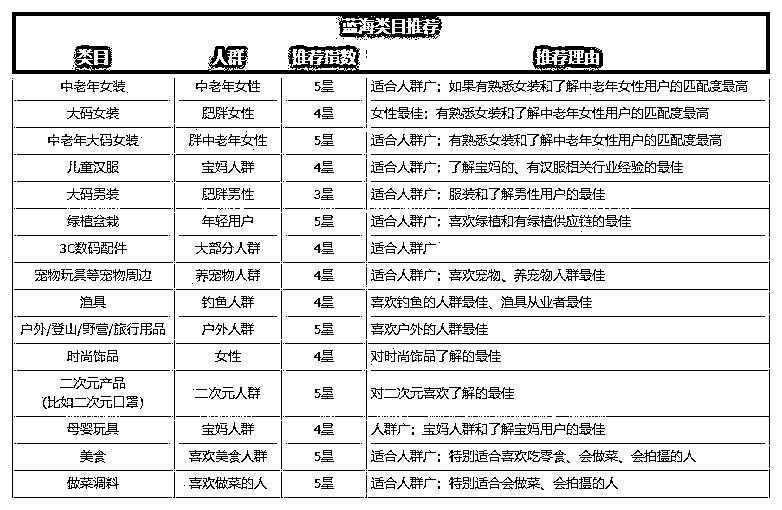 蓝海类目推荐
类目 人群 推荐指数 推荐理由
中老年女装 中老年女性 5星 适合人群广；如果有熟悉女装和了解中老年女性用户的匹配度最高
大码女装 肥胖女性 4星 女性最佳；有熟悉女装和了解中老年女性用户的匹配度最高
中老年大码女装 胖中老年女性 5星 适合人群广；有熟悉女装和了解中老年女性用户的匹配度最高
儿童汉服 宝妈人群 4星 适合人群广；了解宝妈的、有汉服相关行业经验的最佳
大码男装 肥胖男性 3星 适合人群广；服装和了解男性用户的最佳
绿植盆栽 年轻用户 5星 适合人群广；喜欢绿植和有绿植供应链的最佳
3C数码配件 大部分人群 4星 适合人群广
宠物玩具等宠物周边 养宠物人群 4星 适合人群广；喜欢宠物、养宠物人群最佳
渔具 钓鱼人群 4星 喜欢钓鱼的人群最佳、渔具从业者最佳
户外/登山/野营/旅行用品 户外人群 5星 喜欢户外的人群最佳
时尚饰品 女性 4星 对时尚饰品了解的最佳
二次元产品
(比如二次元口罩) 二次元人群 5星 对二次元喜欢了解的最佳
母婴玩具 宝妈人群 4星 人群广；宝妈人群和了解宝妈用户的最佳
美食 喜欢美食人群 5星 适合人群广；特别适合喜欢吃零食、会做菜、会拍摄的人
做菜调料 喜欢做菜的人 5星 适合人群广；特别适合会做菜、会拍摄的人